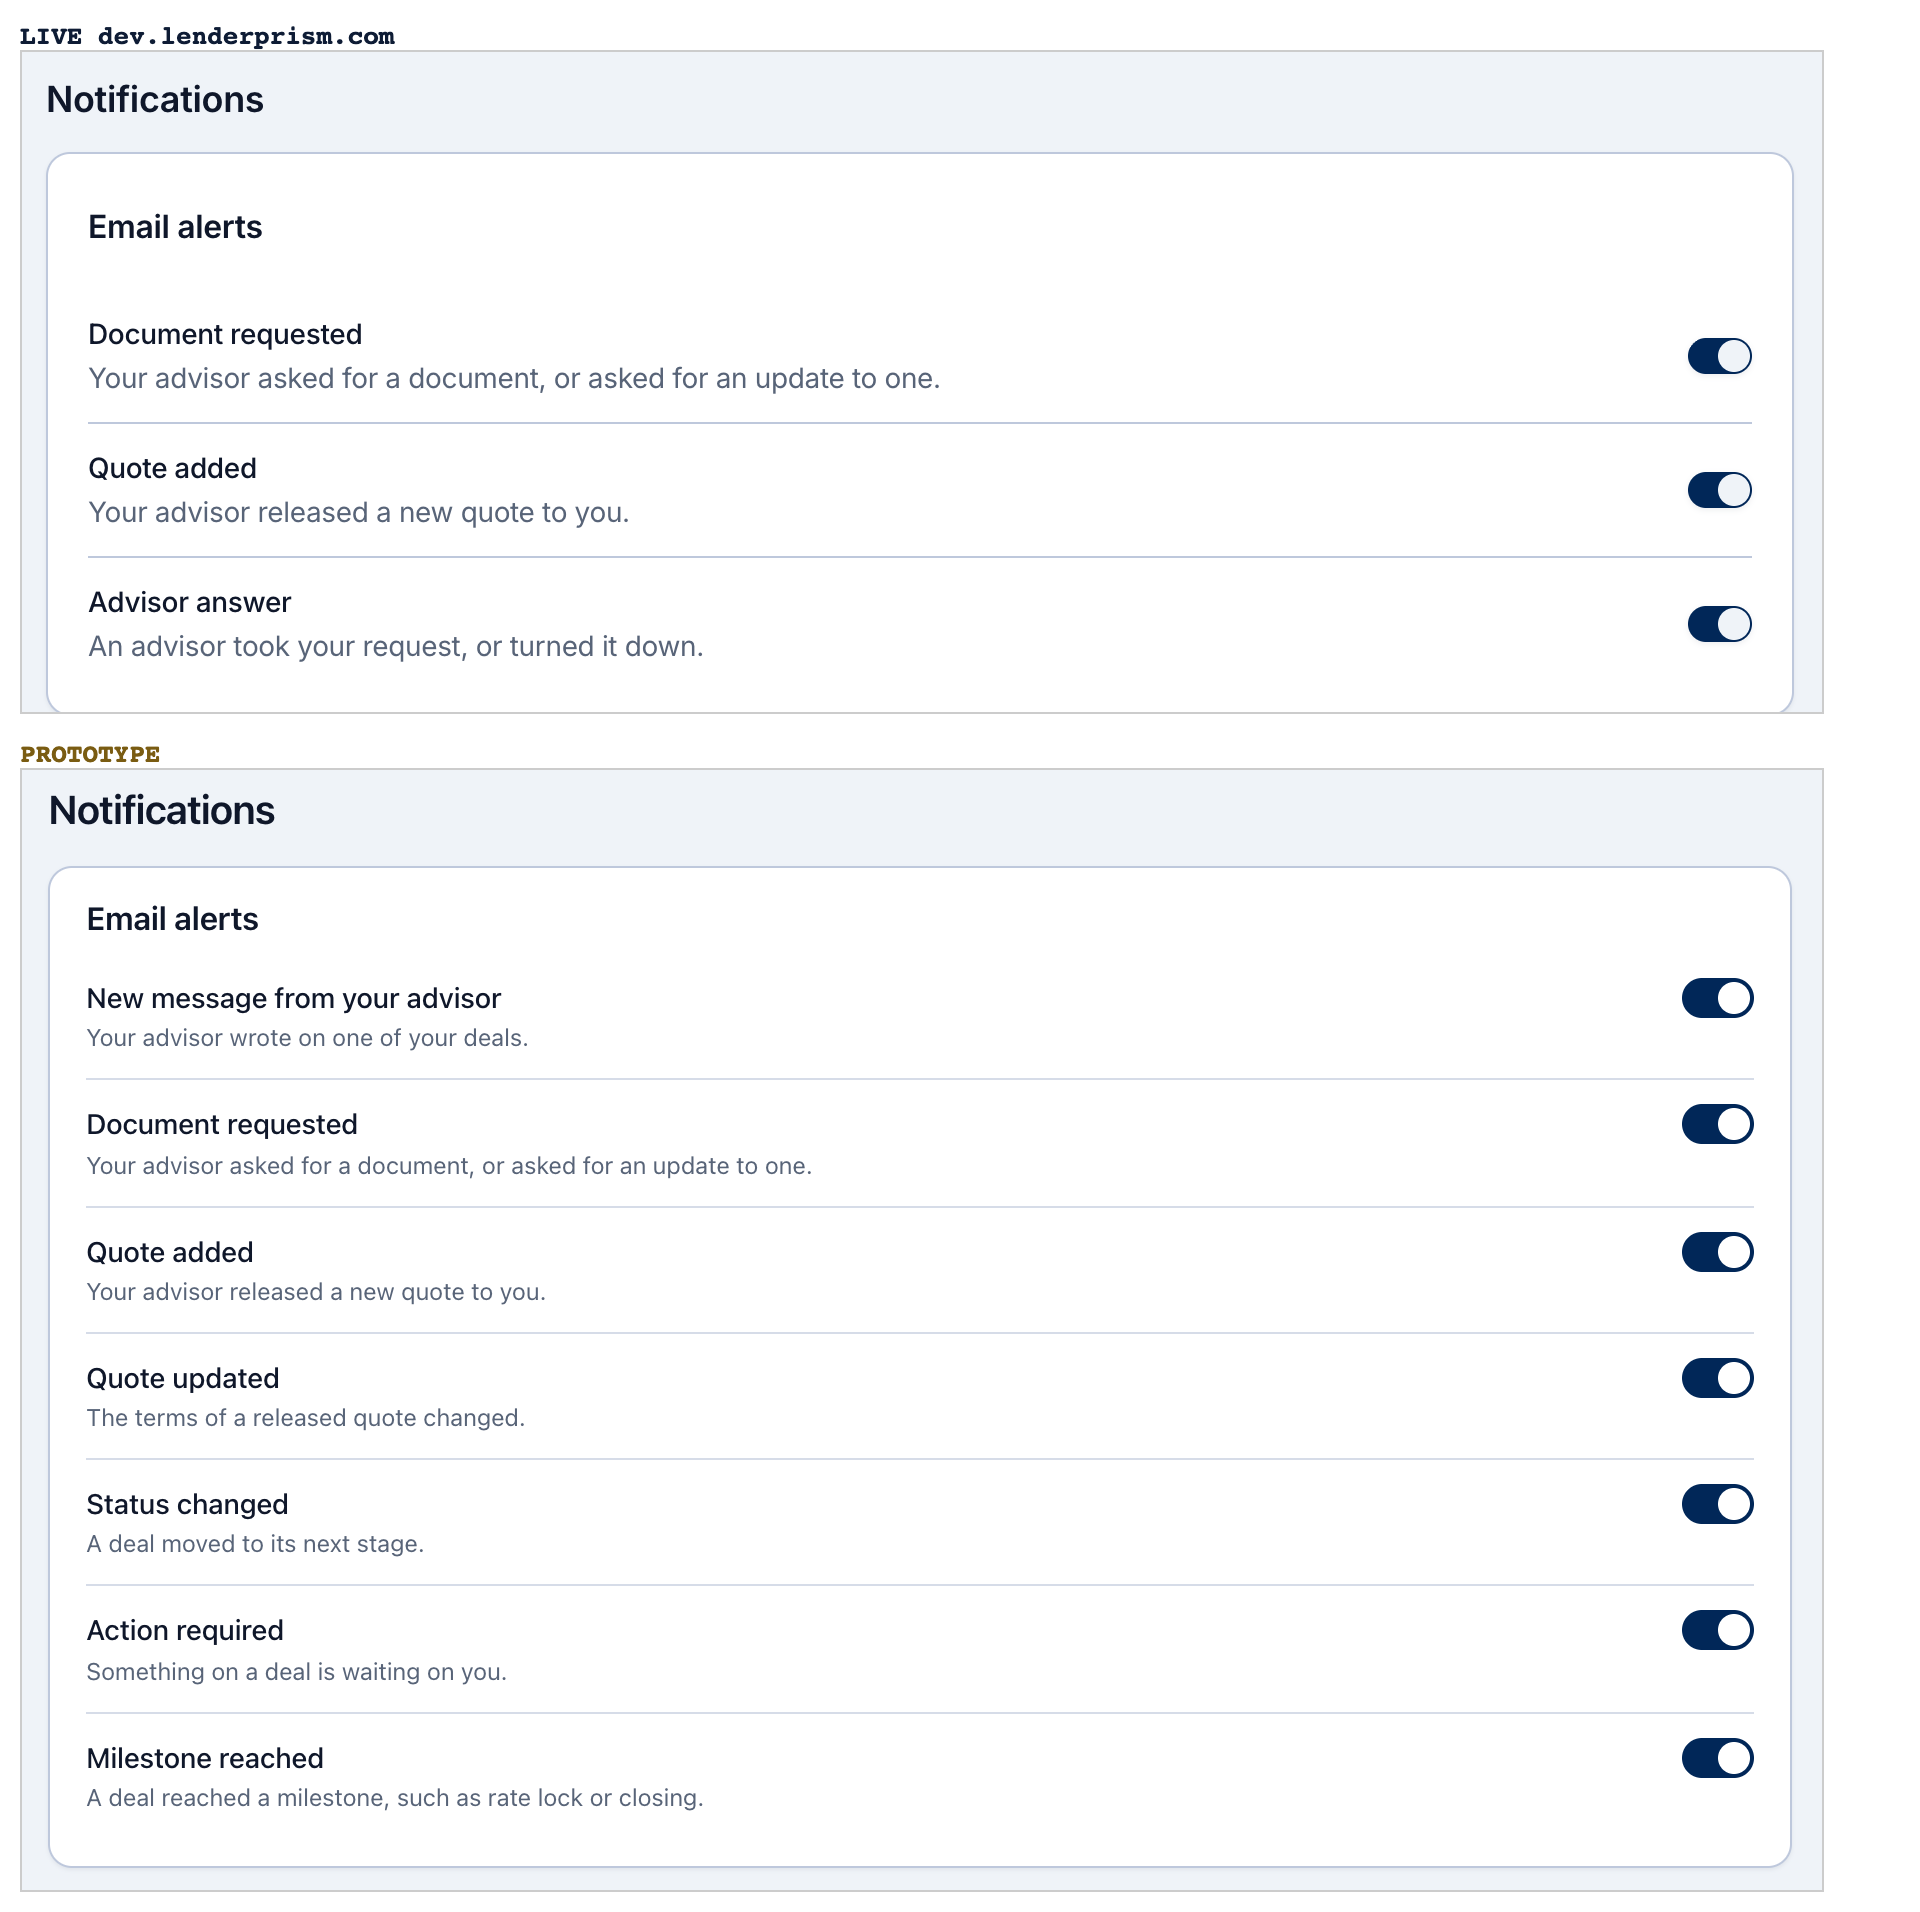 LIVE dev.lenderprism.com
Notifications
Email alerts
Document requested
Your advisor asked for a document, or asked for an update to one.
Quote added
Your advisor released a new quote to you.
Advisor answer
An advisor took your request, or turned it down.
PROTOTYPE
Notifications
Email alerts
New message from your advisor
Your advisor wrote on one of your deals.
Document requested
Your advisor asked for a document, or asked for an update to one.
Quote added
Your advisor released a new quote to you.
Quote updated
The terms of a released quote changed.
Status changed
A deal moved to its next stage.
Action required
Something on a deal is waiting on you.
Milestone reached
A deal reached a milestone, such as rate lock or closing.